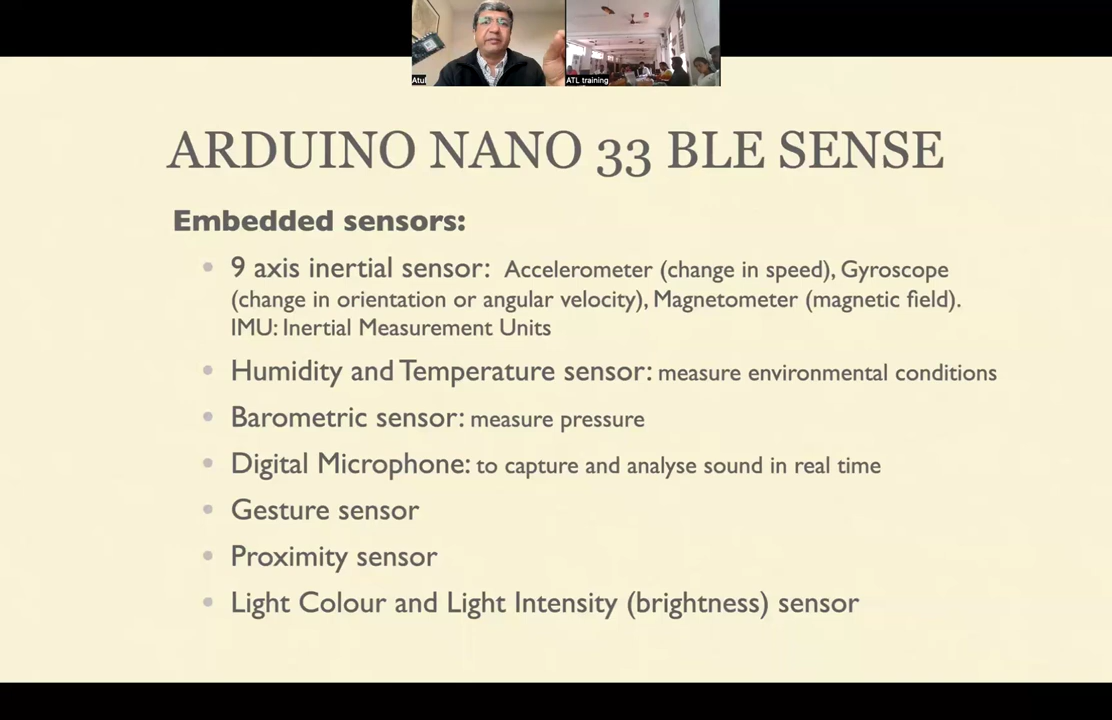 Atul
ATL training
ARDUINO NANO 33 BLE SENSE
Embedded sensors:
9 axis inertial sensor: Accelerometer (change in speed), Gyroscope
(change in orientation or angular velocity), Magnetometer (magnetic field).
IMU: Inertial Measurement Units
Humidity and Temperature sensor: measure environmental conditions
Barometric sensor: measure pressure
Digital Microphone: to capture and analyse sound in real time
Gesture sensor
Proximity sensor
Light Colour and Light Intensity (brightness) sensor